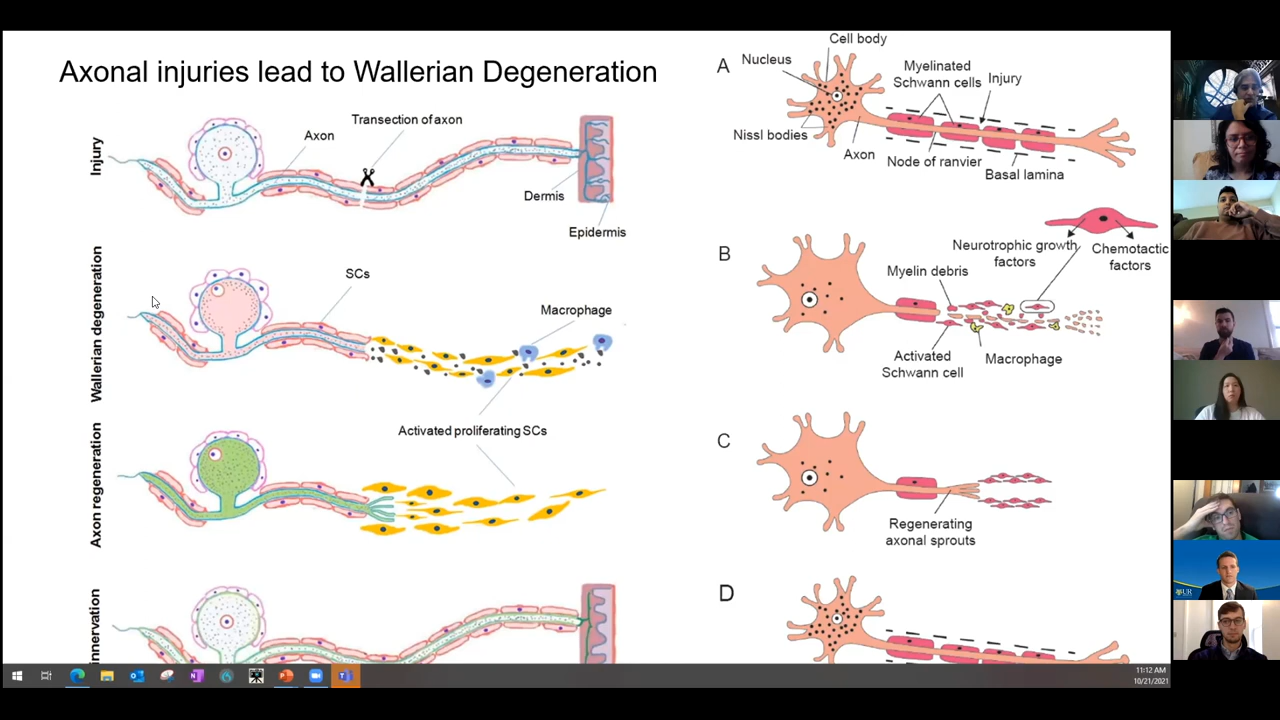 Axonal injuries lead to Wallerian Degeneration
Injury
Axon
Transection of axon
Dermis
Epidermis
Wallerian degeneration
SCs
Macrophage
Activated proliferating SCs
Axon regeneration
innervation
A
Cell body
Nucleus
Myelinated
Schwann cells
Injury
Nissl bodies
Axon
Node of ranvier
Basal lamina
B
Neurotrophic growth
factors
Chemotactic
factors
Myelin debris
Activated
Schwann cell
Macrophage
C
Regenerating
axonal sprouts
D
11:12 AM
10/21/2021
UR